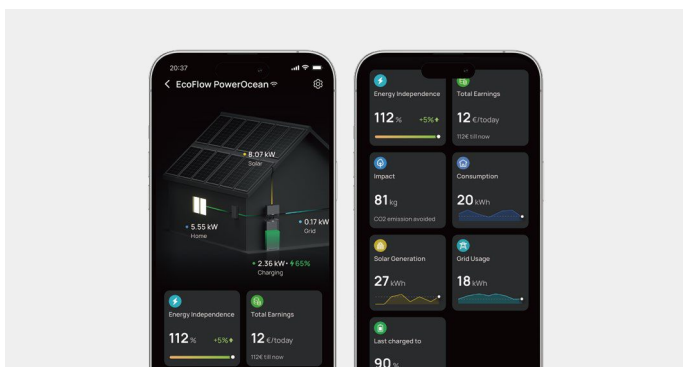 20:37
EcoFlow PowerOcean
8.07 kW
Solar
5.55 kW
Home
0.17 kW
Grid
2.36 kW · 65%
Charging
Energy Independence
112 %
+5%
Total Earnings
12 €/today
112€ till now
Energy Independence
112 %
+5%
Total Earnings
12 €/today
112€ till now
Impact
81 kg
CO2 emission avoided
Consumption
20 kWh
Solar Generation
27 kWh
Grid Usage
18 kWh
Last charged to
90 %